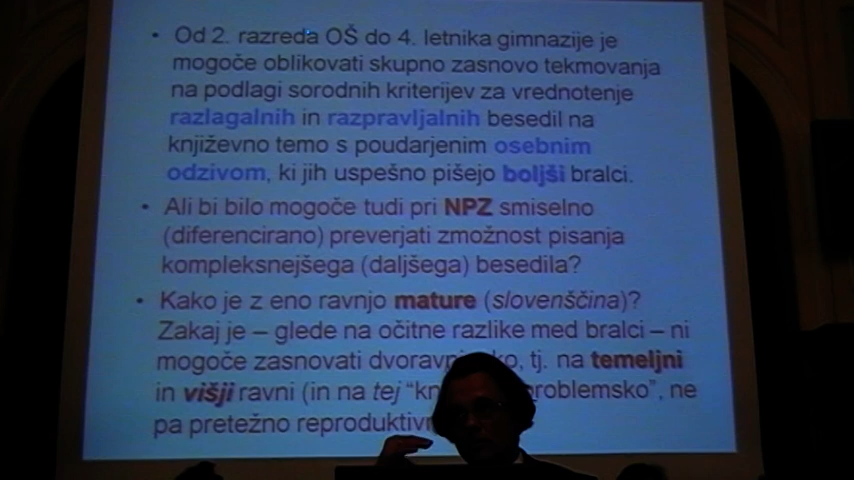 • Od 2. razreda OŠ do 4. letnika gimnazije je
mogoče oblikovati skupno zasnovo tekmovanja
na podlagi sorodnih kriterijev za vrednotenje
razlagalnih in razpravljalnih besedil na
književno temo s poudarjenim osebnim
odzivom, ki jih uspešno pišejo boljši bralci.
• Ali bi bilo mogoče tudi pri NPZ smiselno
(diferencirano) preverjati zmožnost pisanja
kompleksnejšega (daljšega) besedila?
• Kako je z eno ravnjo mature (slovenščina)?
Zakaj je – glede na očitne razlike med bralci – ni
mogoče zasnovati, tj. na temeljni
in višji ravni (in na tej problemsko”, ne
pa pretežno